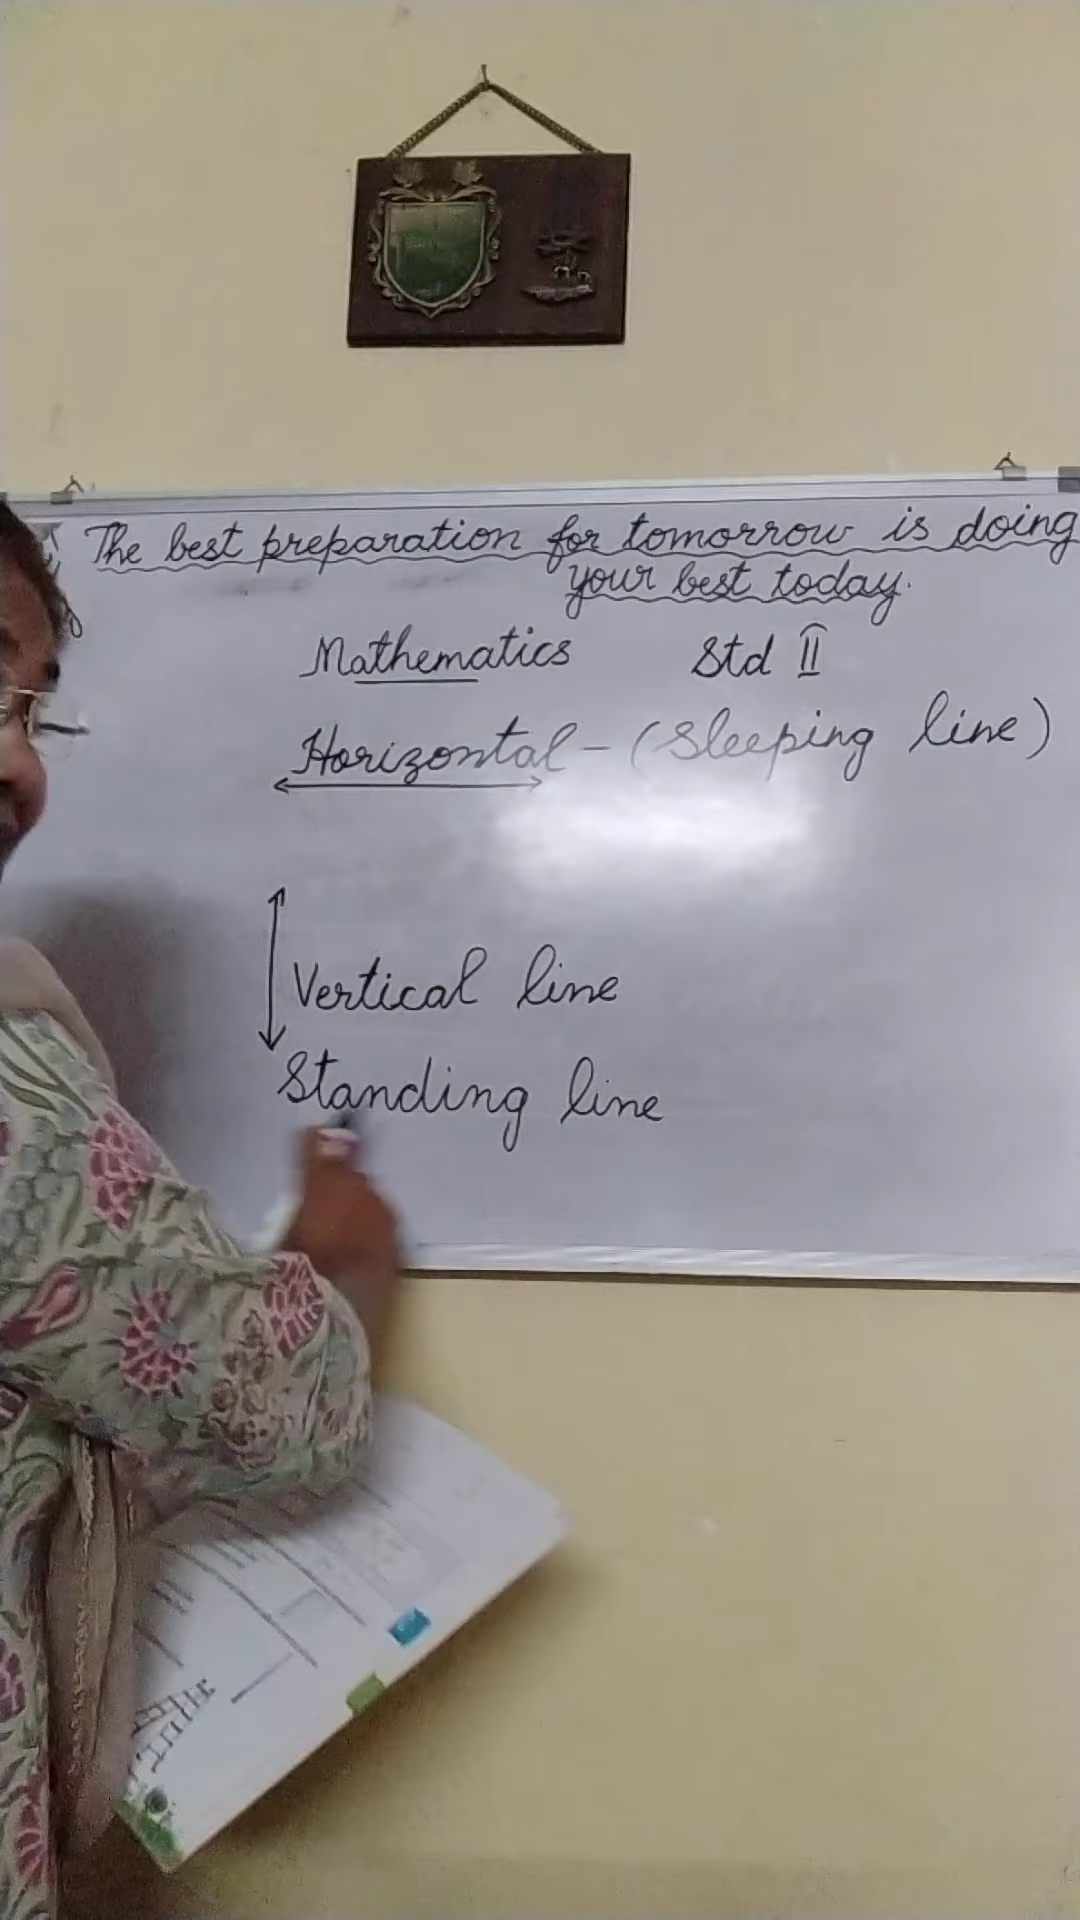 The best preparation for tomorrow is doing
your best today.
Mathematics Std II
Horizontal - (Sleeping line)
Vertical line
Standing line